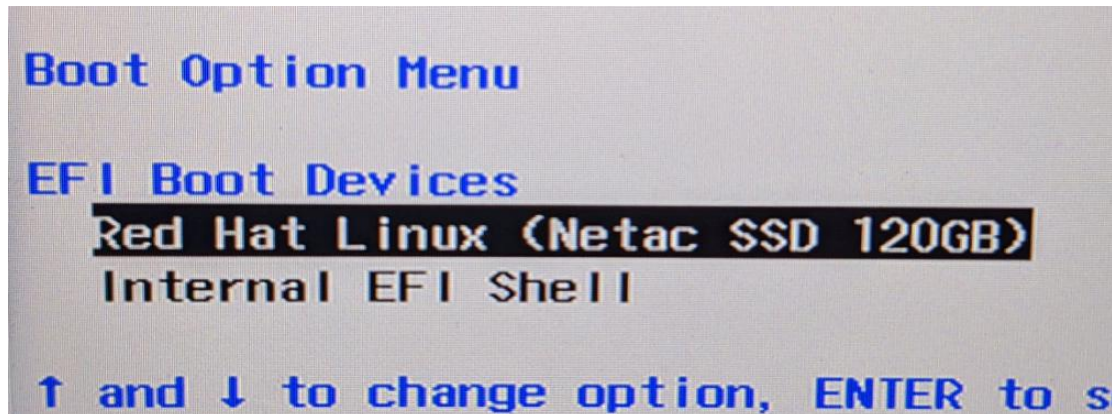 Boot Option Menu
EFI Boot Devices
Red Hat Linux (Netac SSD 120GB)
Internal EFI Shell
↑ and ↓ to change option, ENTER to s